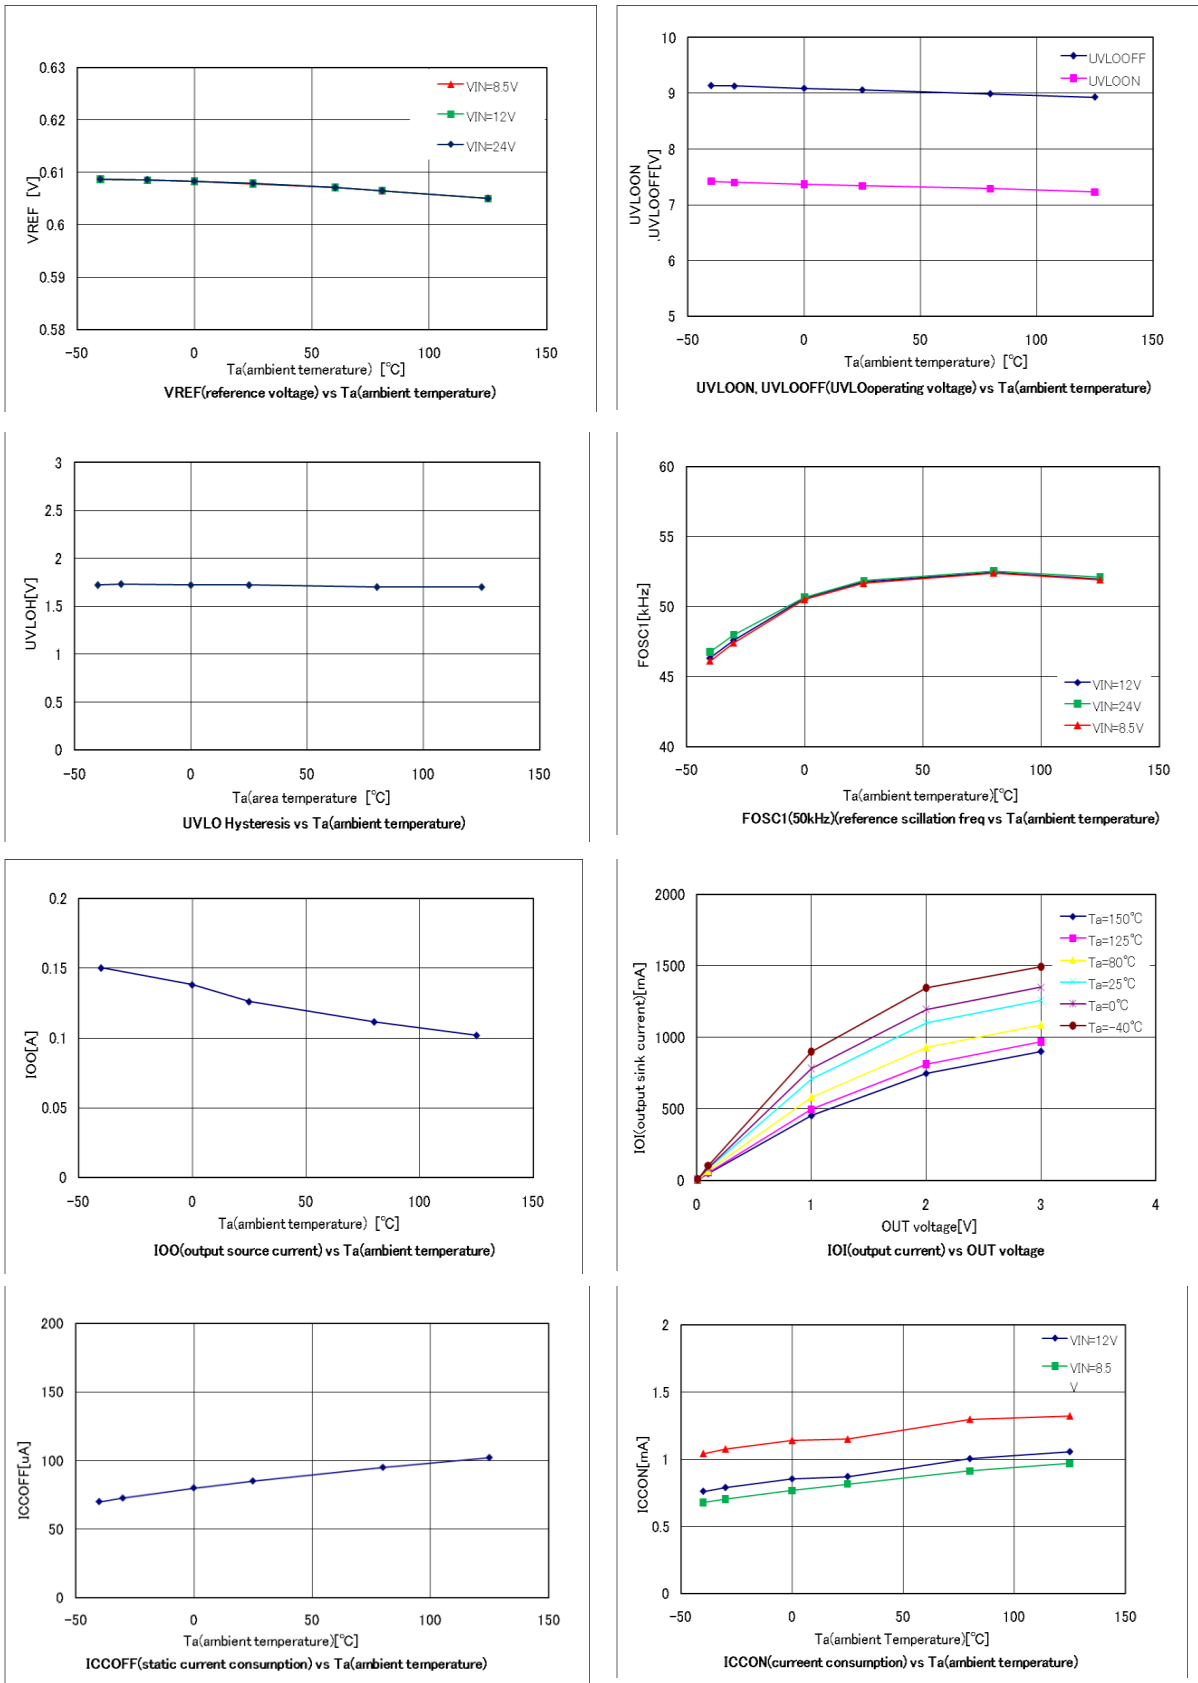 0.63
0.62
0.61
0.6
0.59
0.58
VREF [V]
VIN=8.5V
VIN=12V
VIN=24V
-50 0 50 100 150
Ta(ambient temerature) [℃]
VREF(reference voltage) vs Ta(ambient temperature)
10
9
8
7
6
5
UVLOON
,UVLOOFF[V]
UVLOOFF
UVLOON
-50 0 50 100 150
Ta(ambient temperature) [℃]
UVLOON, UVLOOFF(UVLOoperating voltage) vs Ta(ambient temperature)
3
2.5
2
1.5
1
0.5
0
UVLOH[V]
-50 0 50 100 150
Ta(area temperature [℃]
UVLO Hysteresis vs Ta(ambient temperature)
60
55
50
45
40
FOSC1[kHz]
VIN=12V
VIN=24V
VIN=8.5V
-50 0 50 100 150
Ta(ambient temperature)[℃]
FOSC1(50kHz)(reference scillation freq vs Ta(ambient temperature)
0.2
0.15
0.1
0.05
0
IOO[A]
-50 0 50 100 150
Ta(ambient temperature) [℃]
IOO(output source current) vs Ta(ambient temperature)
2000
1500
1000
500
0
IOI(output sink current)[mA]
Ta=150℃
Ta=125℃
Ta=80℃
Ta=25℃
Ta=0℃
Ta=-40℃
0 1 2 3 4
OUT voltage[V]
IOI(output current) vs OUT voltage
200
150
100
50
0
ICCOFF[uA]
-50 0 50 100 150
Ta(ambient temperature)[℃]
ICCOFF(static current consumption) vs Ta(ambient temperature)
2
1.5
1
0.5
0
ICCON[mA]
VIN=12V
VIN=8.5
V
-50 0 50 100 150
Ta(ambient Temperature)[℃]
ICCON(curreent consumption) vs Ta(ambient temperature)